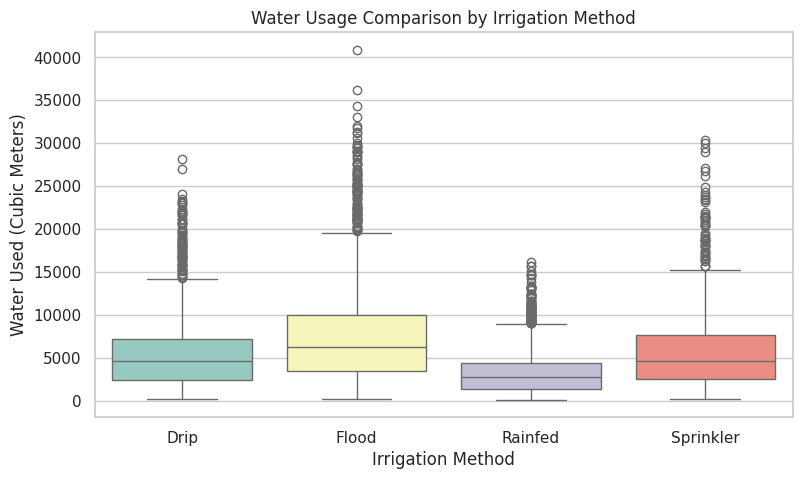 Water Usage Comparison by Irrigation Method
Water Used (Cubic Meters)
40000
35000
30000
25000
20000
15000
10000
5000
0
Drip Flood Rainfed Sprinkler
Irrigation Method